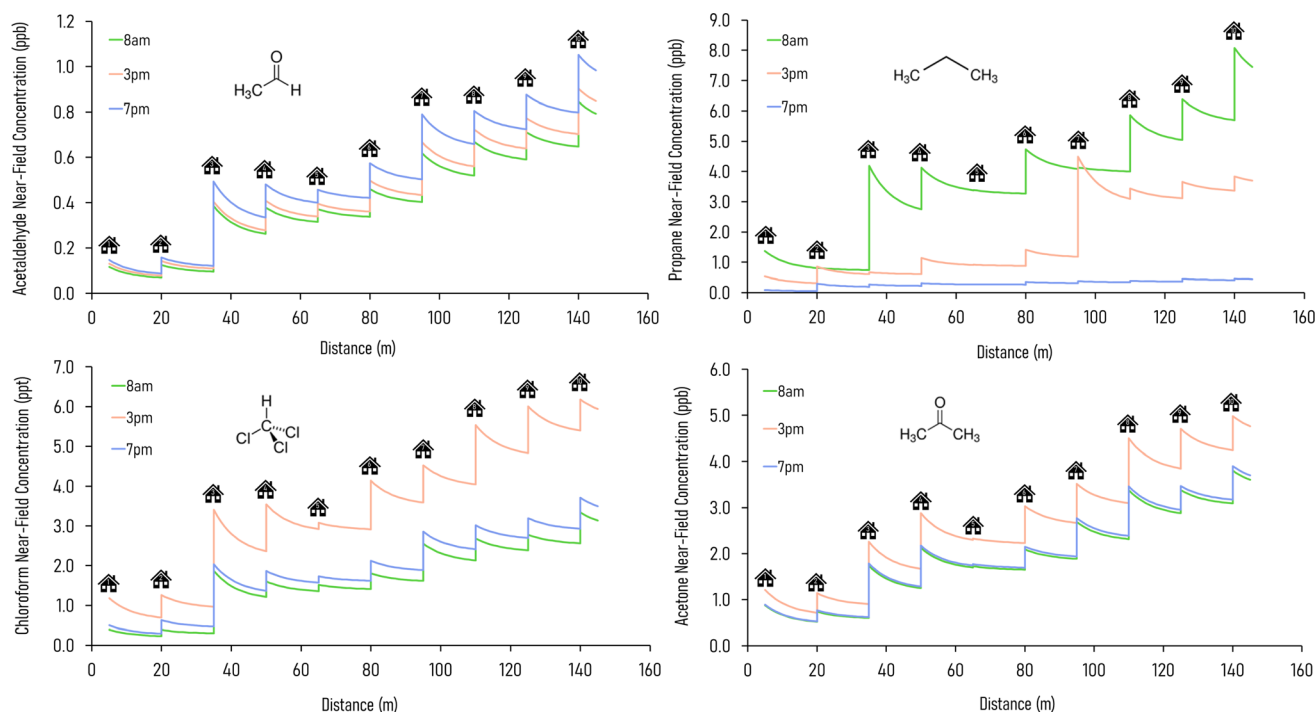 Acetaldehyde Near-Field Concentration (ppb)
1.2
1.0
0.8
0.6
0.4
0.2
0.0
8am
3pm
7pm
O
H₃C
H
0 20 40 60 80 100 120 140 160
Distance (m)
Propane Near-Field Concentration (ppb)
9.0
8.0
7.0
6.0
5.0
4.0
3.0
2.0
1.0
0.0
8am
3pm
7pm
H₃C CH₃
0 20 40 60 80 100 120 140 160
Distance (m)
Chloroform Near-Field Concentration (ppt)
7.0
6.0
5.0
4.0
3.0
2.0
1.0
0.0
8am
3pm
7pm
H
C
Cl Cl
Cl
0 20 40 60 80 100 120 140 160
Distance (m)
Acetone Near-Field Concentration (ppb)
6.0
5.0
4.0
3.0
2.0
1.0
0.0
8am
3pm
7pm
O
H₃C CH₃
0 20 40 60 80 100 120 140 160
Distance (m)